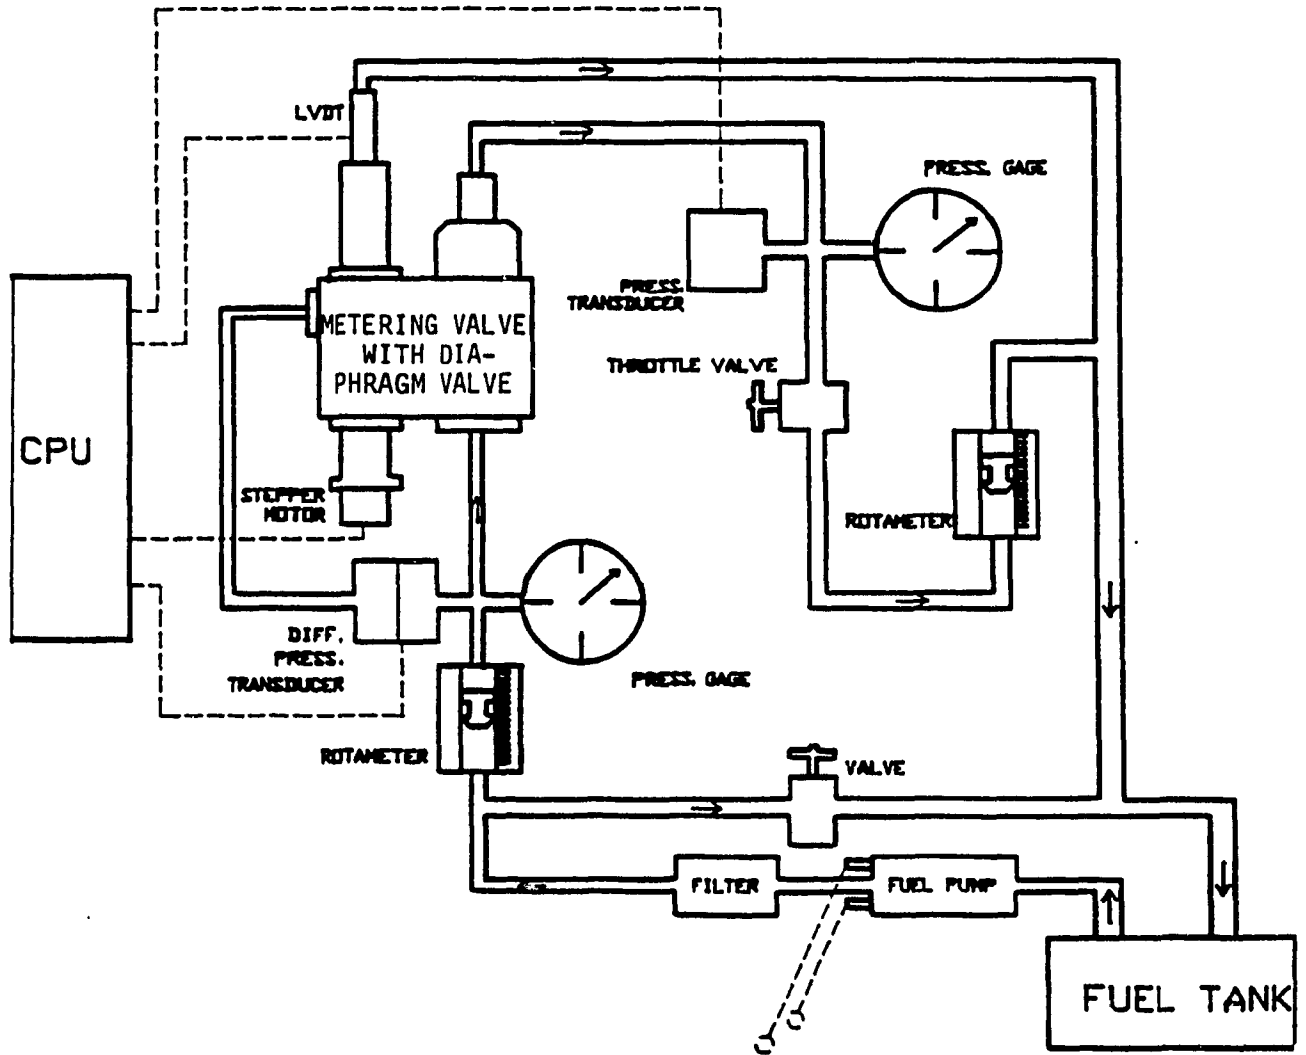 LVDT
PRESS. GAGE
PRESS.
TRANSDUCER
METERING VALVE
WITH DIA-
PHRAGM VALVE
THROTTLE VALVE
CPU
STEPPER
MOTOR
ROTAMETER
DIFF.
PRESS.
TRANSDUCER
PRESS. GAGE
ROTAMETER
VALVE
FILTER
FUEL PUMP
FUEL TANK